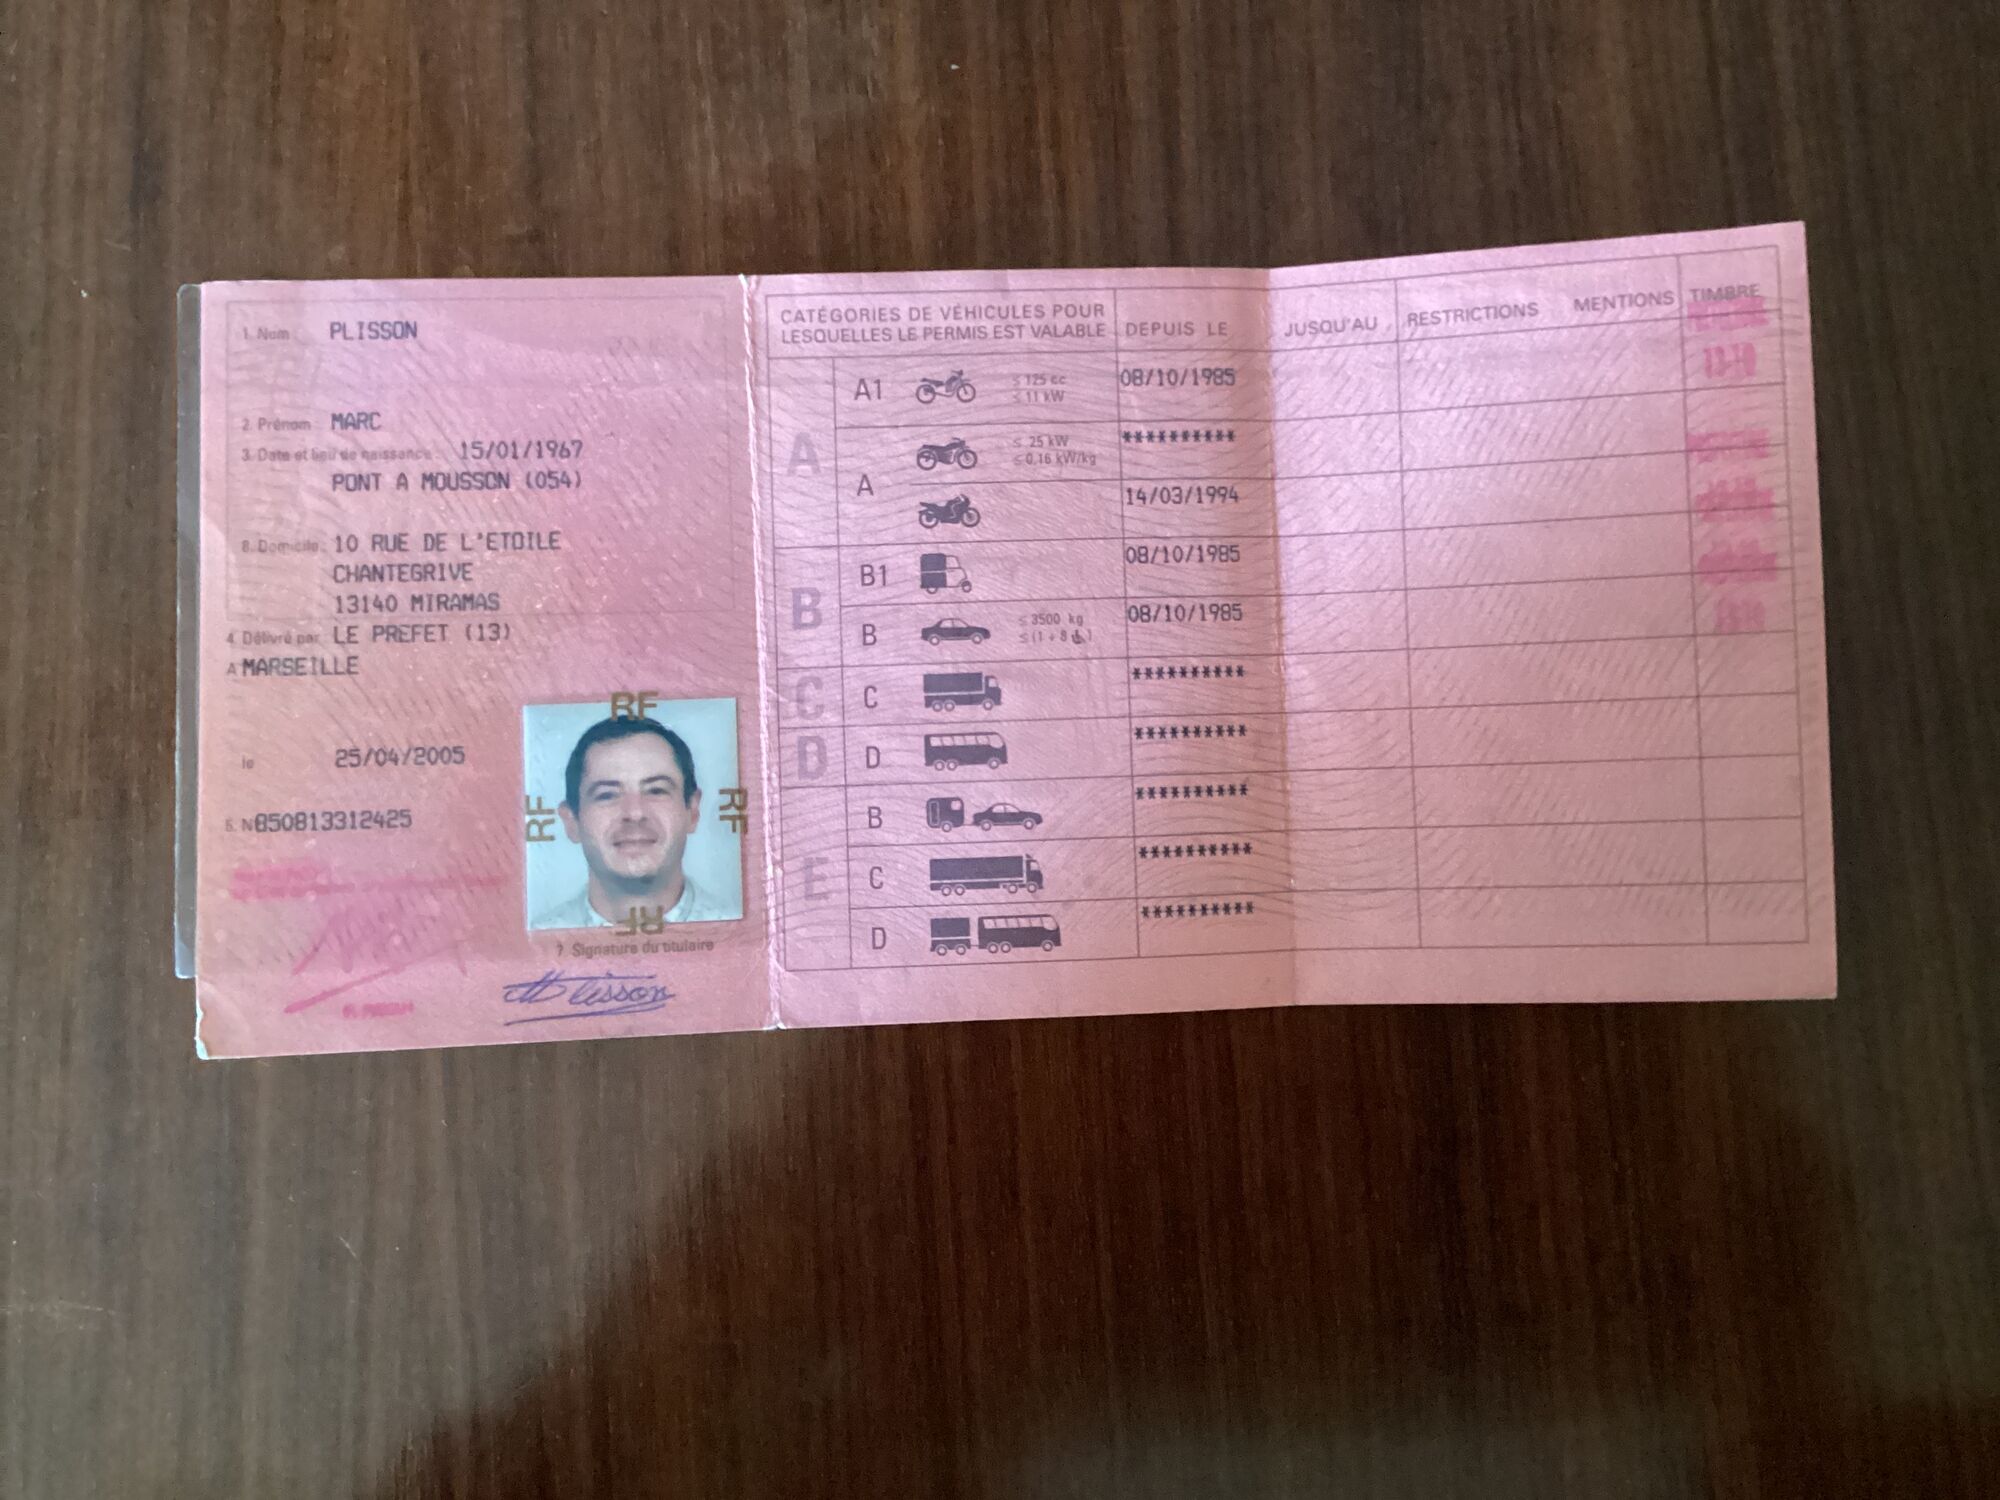 1. Nom : PLISSON
2. Prénom MARC
3. Date et lieu de naissance : 15/01/1967
PONT A MOUSSON (054)
8. Domicile : 10 RUE DE L'ETOILE
CHANTEGRIVE
13140 MIRAMAS
4. Délivré par LE PREFET (13)
A MARSEILLE
le 25/04/2005
5. N 850813312425
RF
RF
RF
RF
7. Signature du titulaire
Plisson
CATÉGORIES DE VÉHICULES POUR
LESQUELLES LE PERMIS EST VALABLE
DEPUIS LE
JUSQU'AU
RESTRICTIONS
MENTIONS
TIMBRE
A
A1 ≤ 125 cc 08/10/1985
≤ 11 kW
A ≤ 25 kW **********
≤ 0,16 kW/kg
14/03/1994
B
B1 08/10/1985
B ≤ 3500 kg 08/10/1985
≤ (1 + 8 )
C
C **********
D
D **********
E
B **********
C **********
D **********